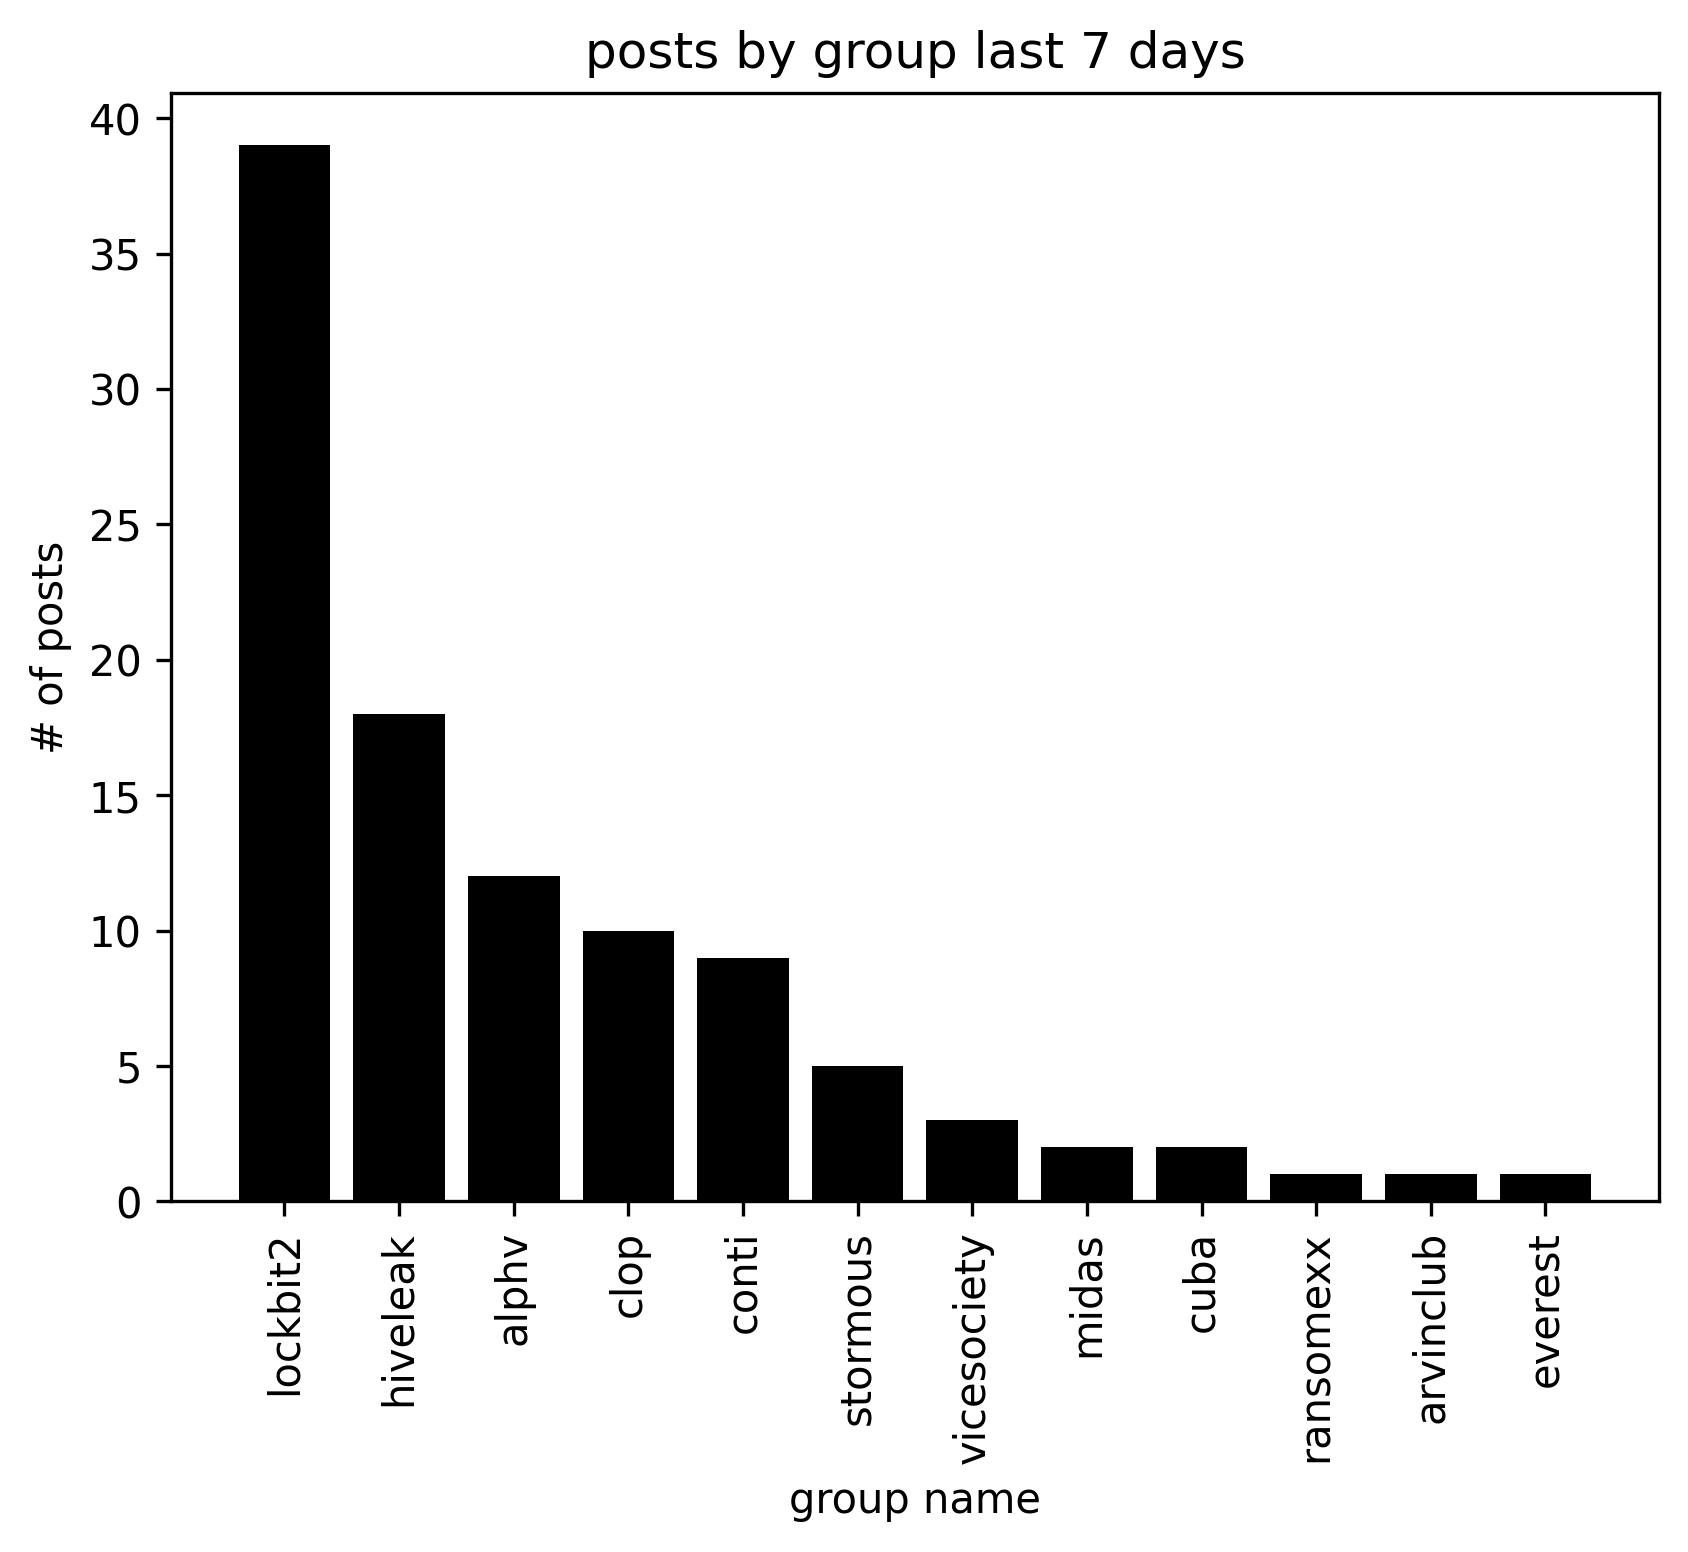 posts by group last 7 days
40
35
30
25
20
15
10
5
0
# of posts
lockbit2
hiveleak
alphv
clop
conti
stormous
vicesociety
midas
cuba
ransomexx
arvinclub
everest
group name